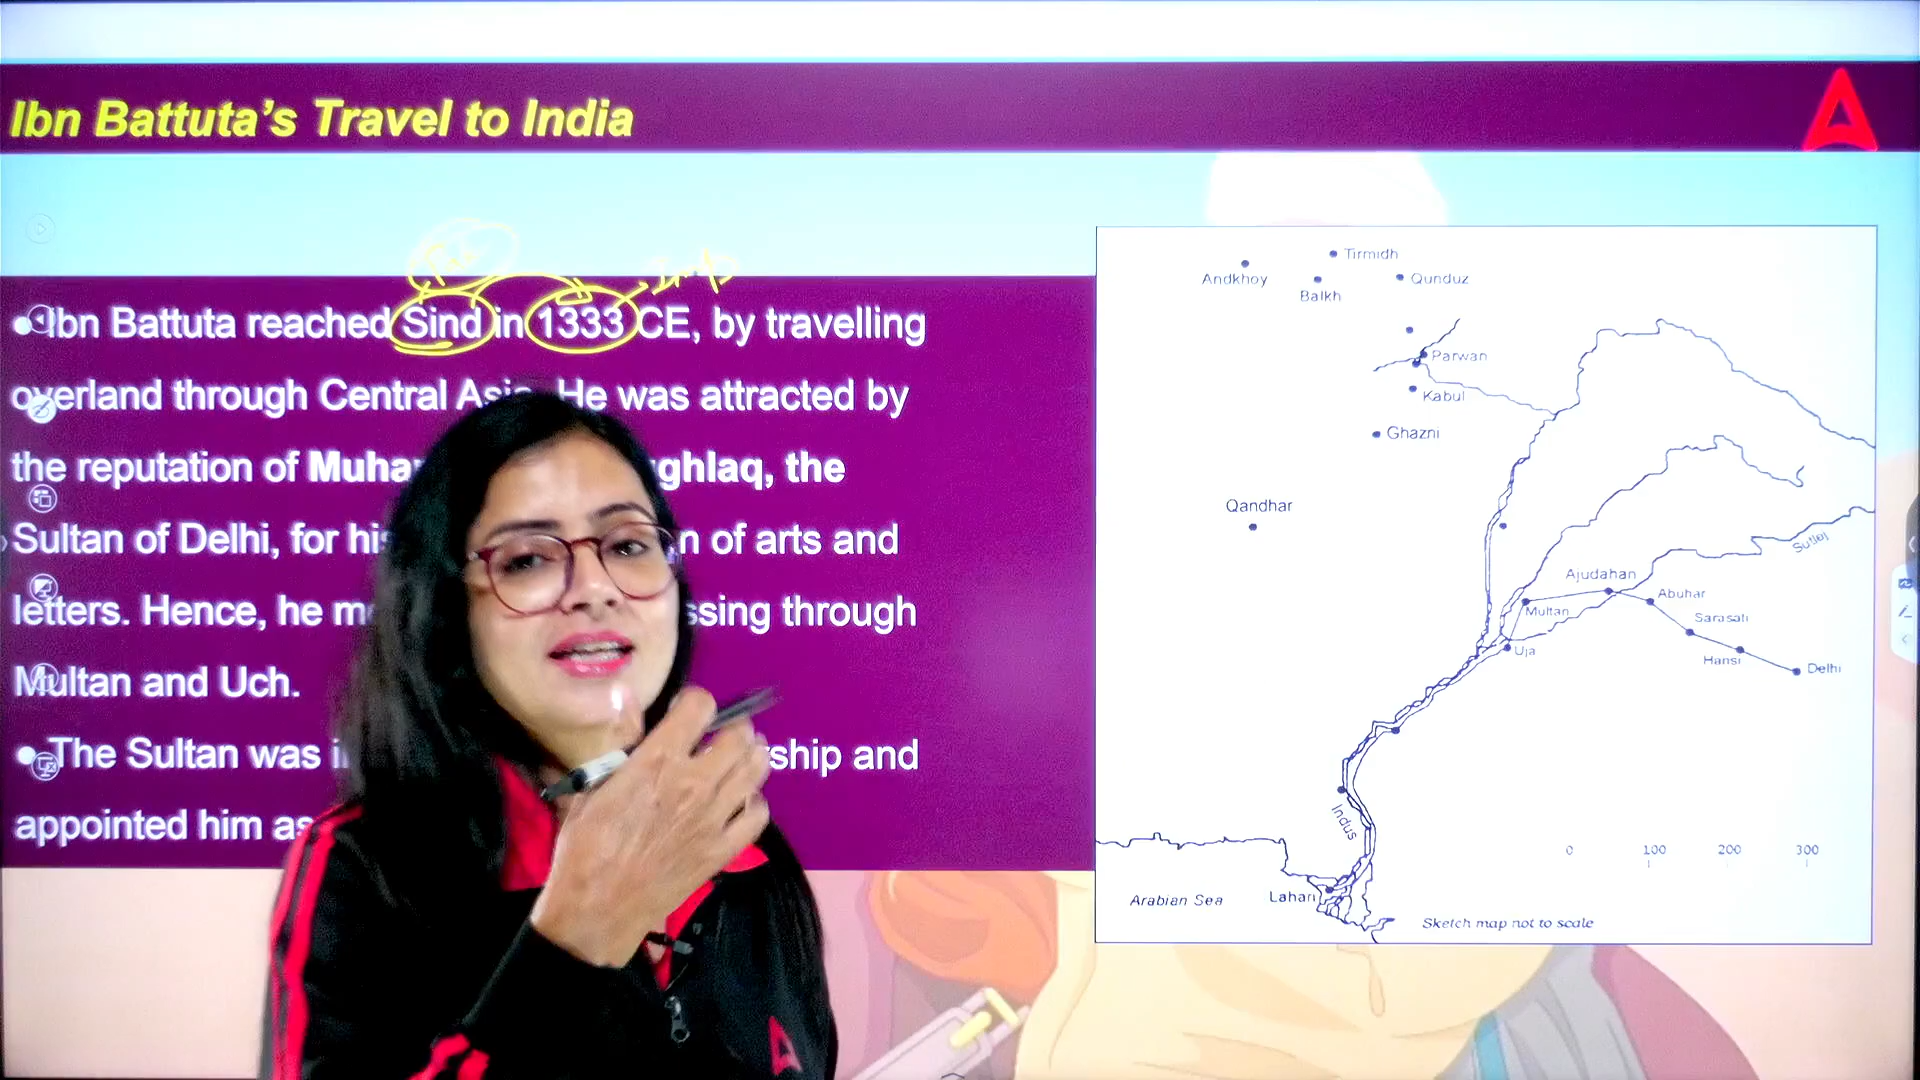 Ibn Battuta's Travel to India
Ibn Battuta reached Sind in 1333 CE, by travelling
overland through Central Asia. He was attracted by
the reputation of ghlaq, the
Sultan of Delhi, for his of arts and
letters. Hence, he ssing through
Multan and Uch.
The Sultan was rship and
appointed him as
Imp
Tirmidh
Andkhoy
Qunduz
Balkh
Parwan
Kabul
Ghazni
Qandhar
Sutlej
Ajudahan
Abuhar
Multan
Sarasati
Uja
Hansi
Delhi
Indus
0 100 200 300
Arabian Sea
Lahari
Sketch map not to scale